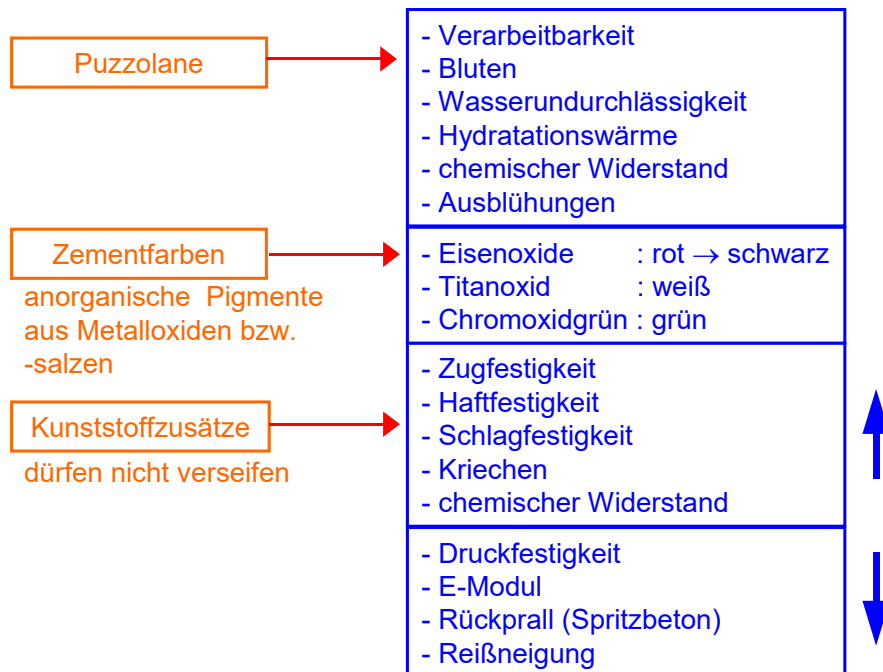 Puzzolane
- Verarbeitbarkeit
- Bluten
- Wasserundurchlässigkeit
- Hydratationswärme
- chemischer Widerstand
- Ausblühungen
Zementfarben
anorganische Pigmente
aus Metalloxiden bzw.
-salzen
- Eisenoxide : rot → schwarz
- Titanoxid : weiß
- Chromoxidgrün : grün
Kunststoffzusätze
dürfen nicht verseifen
- Zugfestigkeit
- Haftfestigkeit
- Schlagfestigkeit
- Kriechen
- chemischer Widerstand
- Druckfestigkeit
- E-Modul
- Rückprall (Spritzbeton)
- Reißneigung